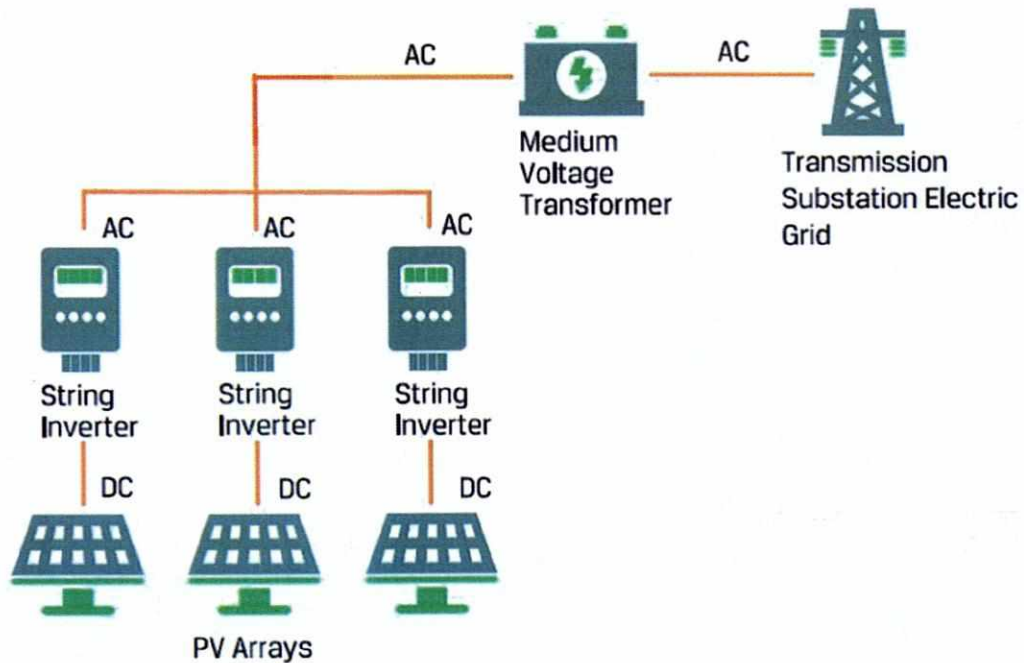 AC
AC
Medium
Voltage
Transformer
Transmission
Substation Electric
Grid
AC
AC
AC
String
Inverter
String
Inverter
String
Inverter
DC
DC
DC
PV Arrays